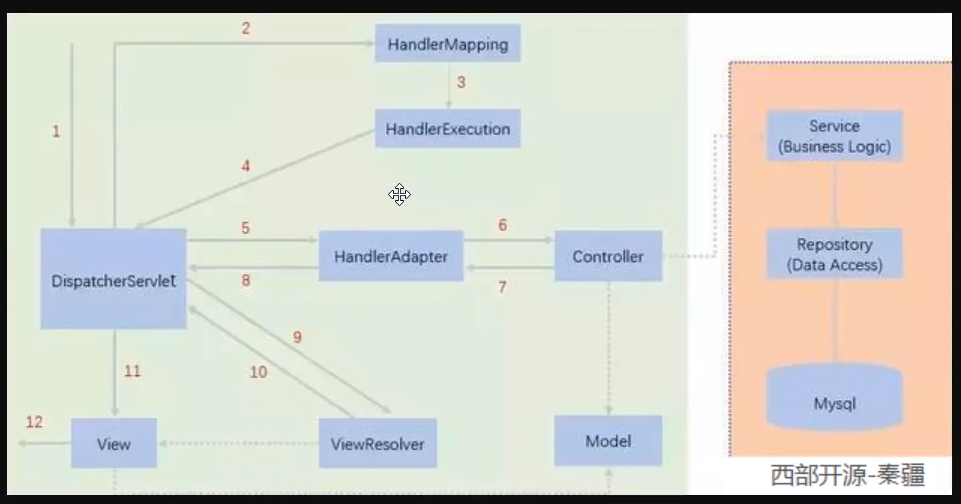 2
HandlerMapping
3
1
HandlerExecution
4
Service
(Business Logic)
5
HandlerAdapter
6
Controller
Repository
(Data Access)
DispatcherServlet
8
7
9
10
11
Mysql
12
View
ViewResolver
Model
西部开源-秦疆